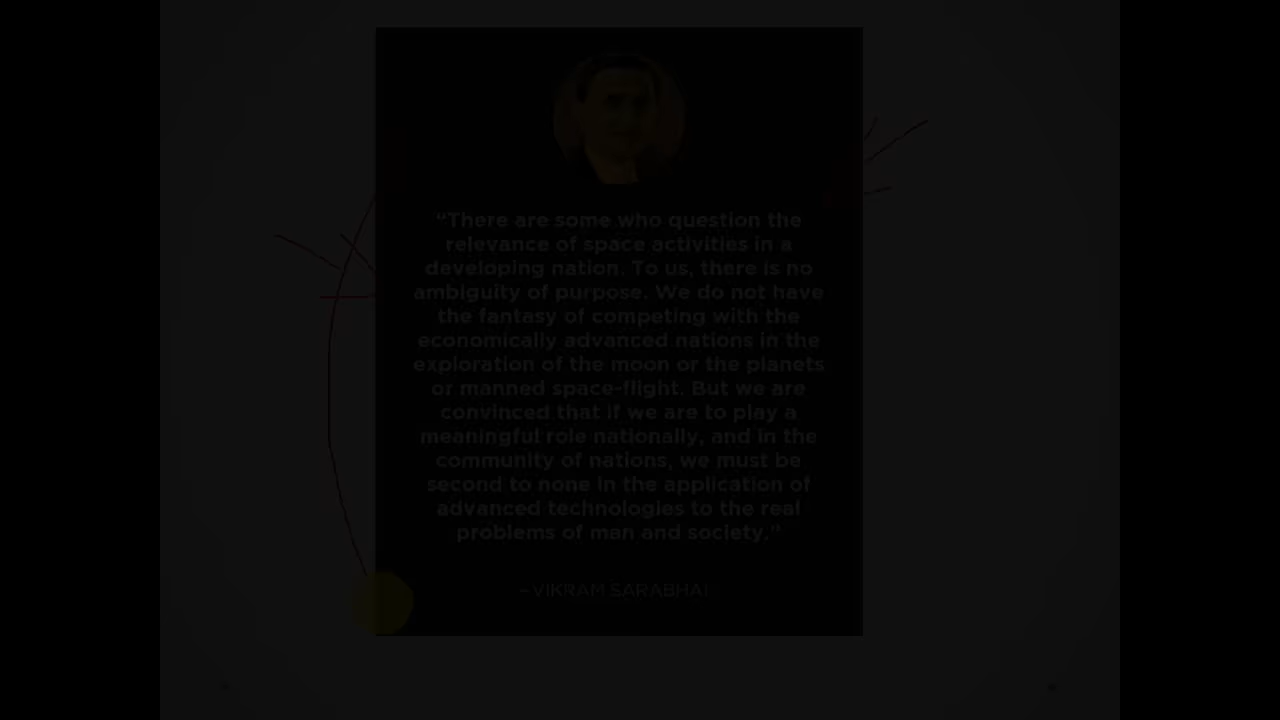 “There are some who question the
relevance of space activities in a
developing nation. To us, there is no
ambiguity of purpose. We do not have
the fantasy of competing with the
economically advanced nations in the
exploration of the moon or the planets
or manned space-flight. But we are
convinced that if we are to play a
meaningful role nationally, and in the
community of nations, we must be
second to none in the application of
advanced technologies to the real
problems of man and society.”
– VIKRAM SARABHAI